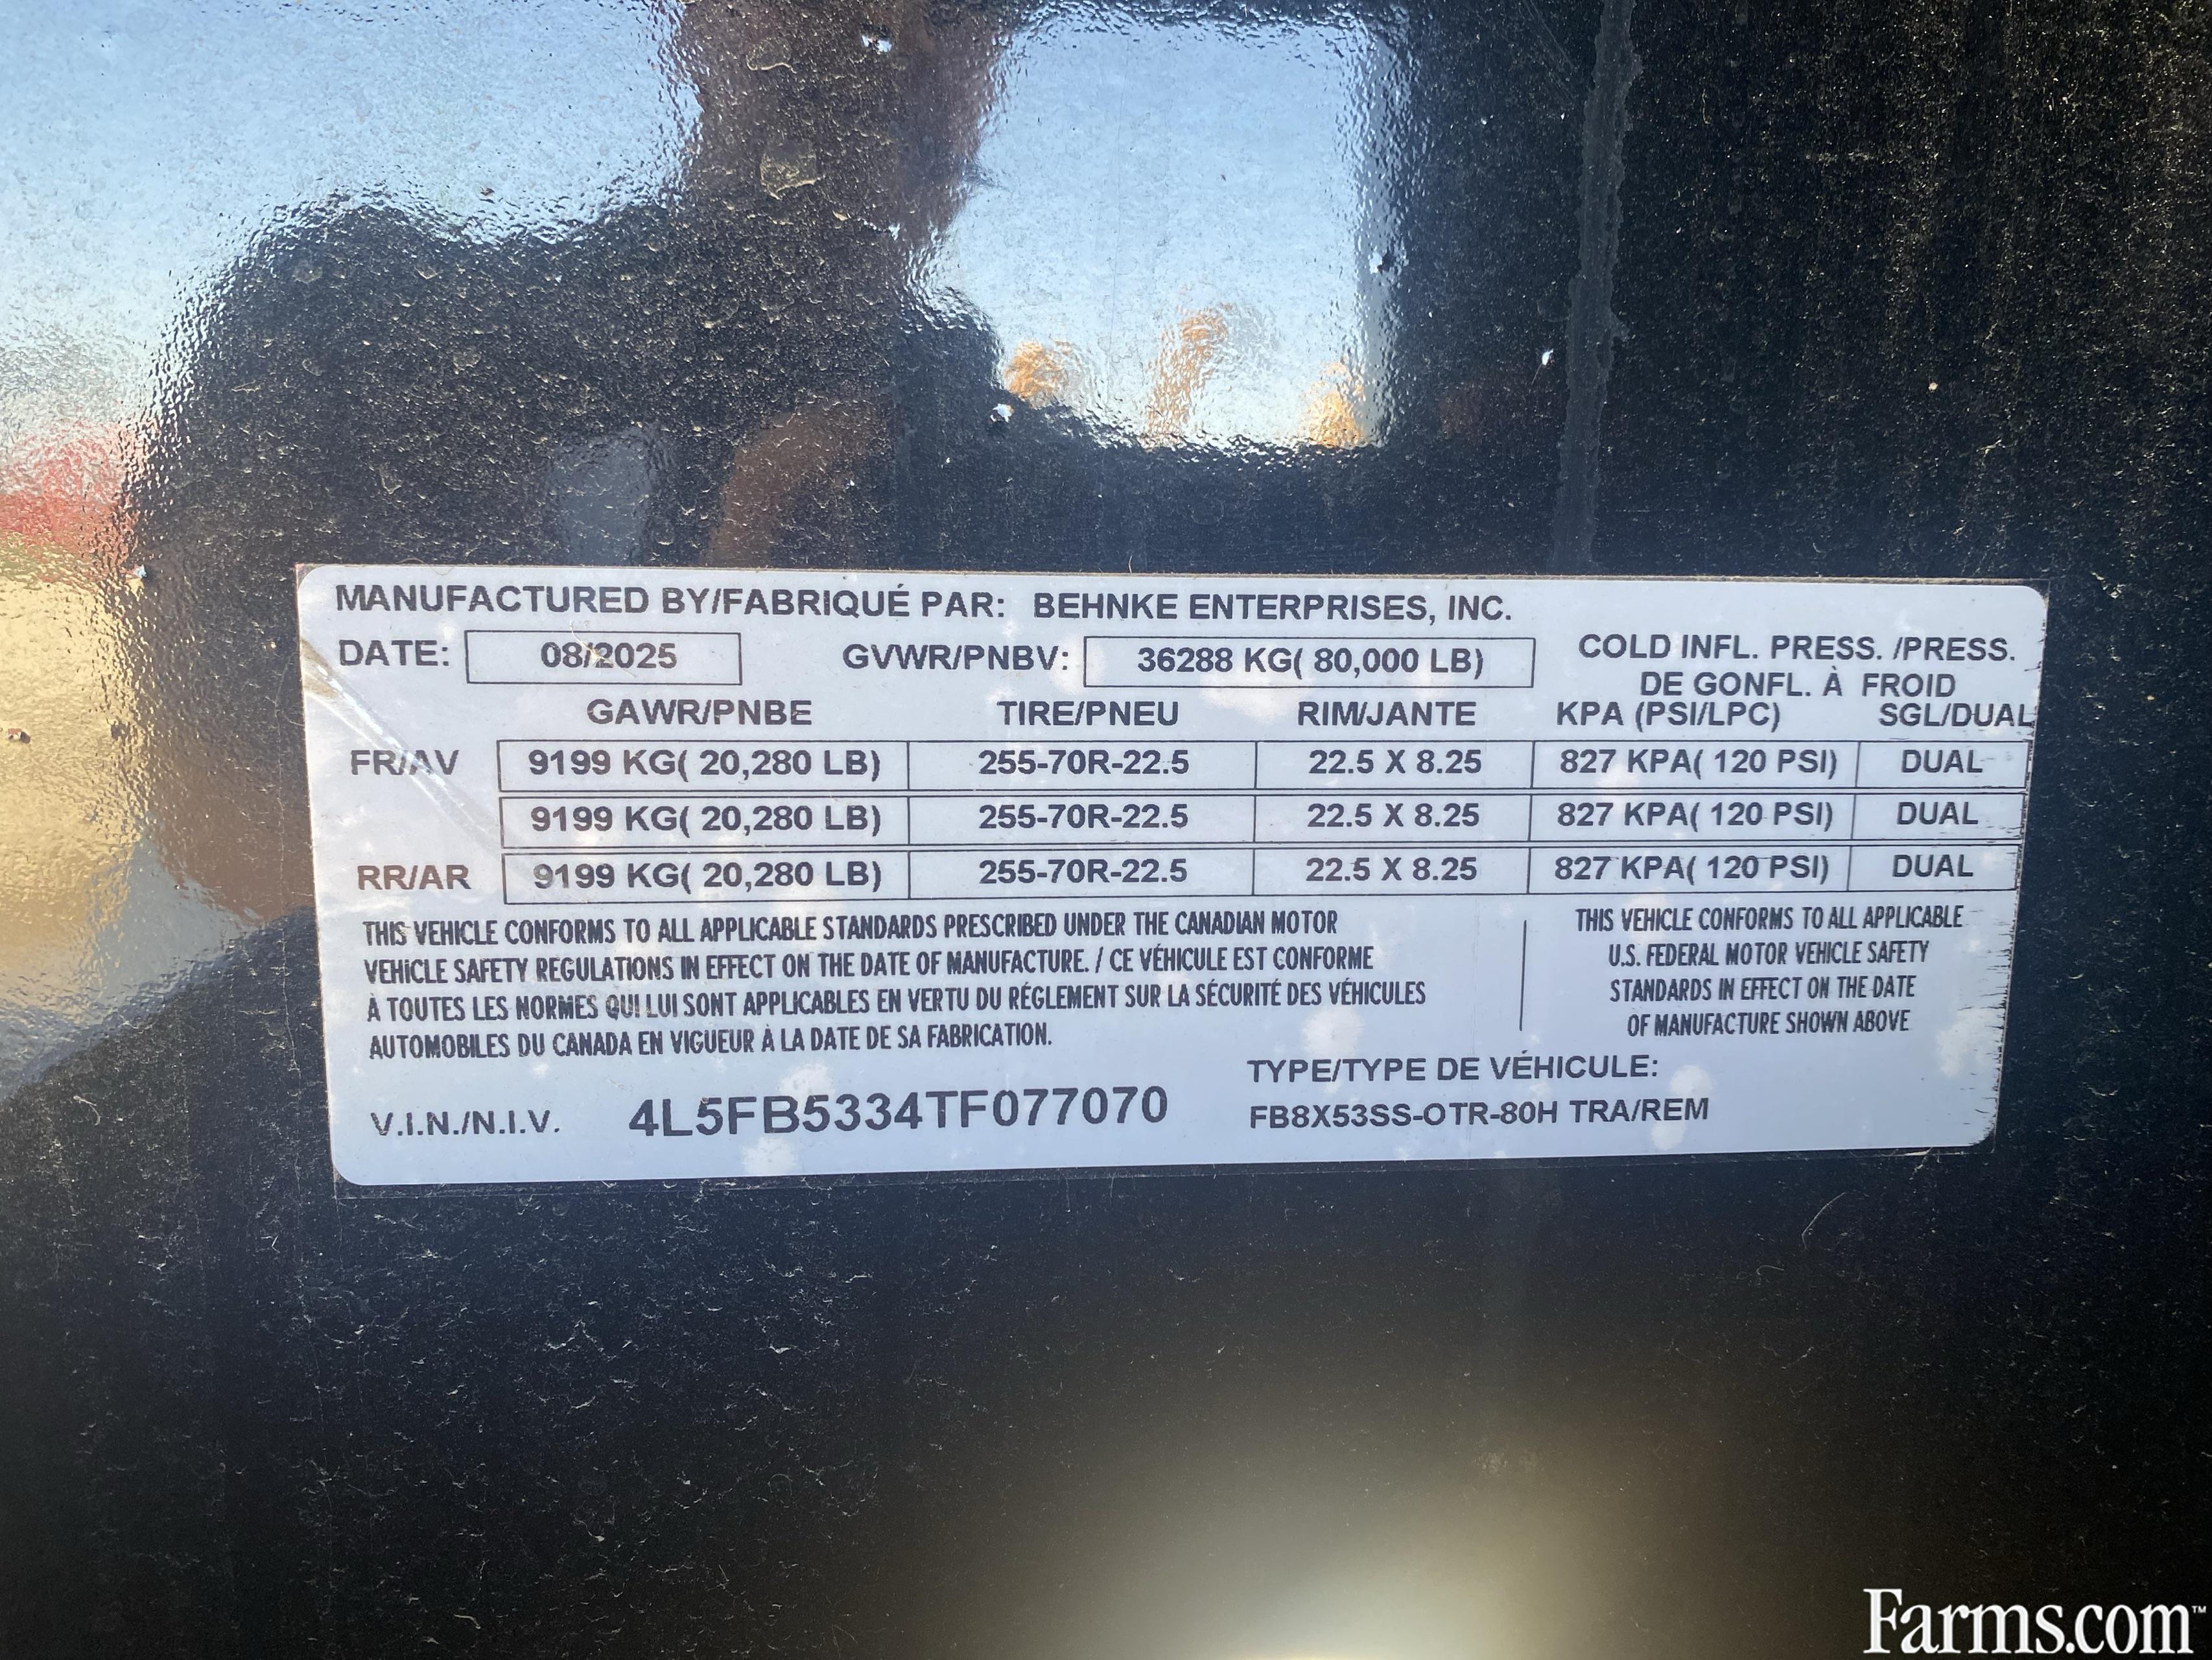 MANUFACTURED BY/FABRIQUÉ PAR: BEHNKE ENTERPRISES, INC.
DATE: 08/2025 GVWR/PNBV: 36288 KG( 80,000 LB) COLD INFL. PRESS. /PRESS.
DE GONFL. À FROID
GAWR/PNBE TIRE/PNEU RIM/JANTE KPA (PSI/LPC) SGL/DUAL
FR/AV 9199 KG( 20,280 LB) 255-70R-22.5 22.5 X 8.25 827 KPA( 120 PSI) DUAL
9199 KG( 20,280 LB) 255-70R-22.5 22.5 X 8.25 827 KPA( 120 PSI) DUAL
RR/AR 9199 KG( 20,280 LB) 255-70R-22.5 22.5 X 8.25 827 KPA( 120 PSI) DUAL
THIS VEHICLE CONFORMS TO ALL APPLICABLE STANDARDS PRESCRIBED UNDER THE CANADIAN MOTOR
VEHICLE SAFETY REGULATIONS IN EFFECT ON THE DATE OF MANUFACTURE. / CE VÉHICULE EST CONFORME
À TOUTES LES NORMES QUI LUI SONT APPLICABLES EN VERTU DU RÉGLEMENT SUR LA SÉCURITÉ DES VÉHICULES
AUTOMOBILES DU CANADA EN VIGUEUR À LA DATE DE SA FABRICATION.
THIS VEHICLE CONFORMS TO ALL APPLICABLE
U.S. FEDERAL MOTOR VEHICLE SAFETY
STANDARDS IN EFFECT ON THE DATE
OF MANUFACTURE SHOWN ABOVE
V.I.N./N.I.V. 4L5FB5334TF077070
TYPE/TYPE DE VÉHICULE:
FB8X53SS-OTR-80H TRA/REM
Farms.com™